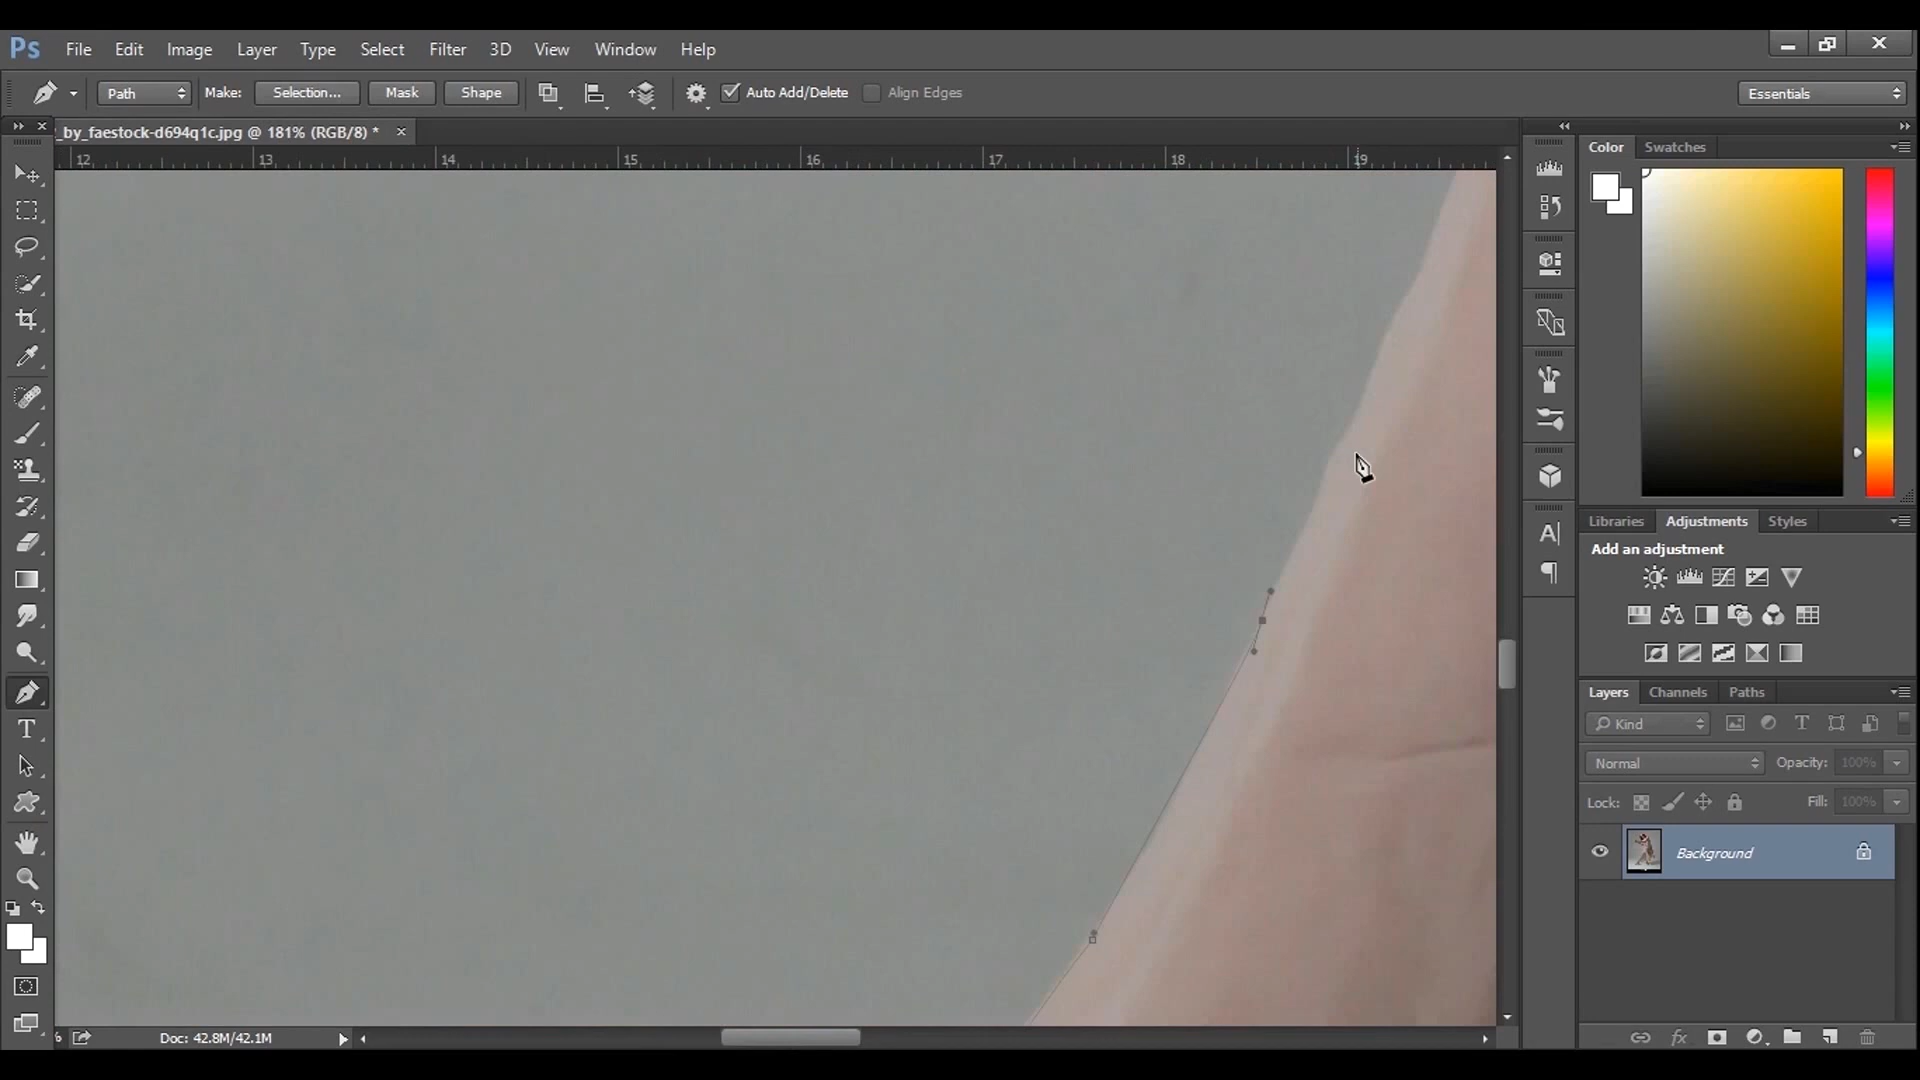 Ps File Edit Image Layer Type Select Filter 3D View Window Help
Path Make: Selection... Mask Shape Auto Add/Delete Align Edges Essentials
_by_faestock-d694q1c.jpg @ 181% (RGB/8) *
12 13 14 15 16 17 18 19
Color Swatches
Libraries Adjustments Styles
Add an adjustment
Layers Channels Paths
Kind
Normal Opacity: 100%
Lock: Fill: 100%
Background
Doc: 42.8M/42.1M